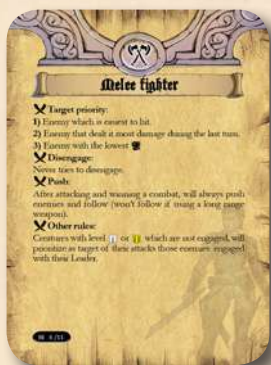 Melee fighter
Target priority:
1) Enemy which is easiest to hit.
2) Enemy that dealt it most damage during the last turn.
3) Enemy with the lowest
Disengage:
Never tries to disengage.
Push:
After attacking and winning a combat, will always push
enemies and follow (won't follow if using a long range
weapon).
Other rules:
Creatures with level or which are not engaged, will
prioritize as target of their attacks those enemies engaged
with their Leader.